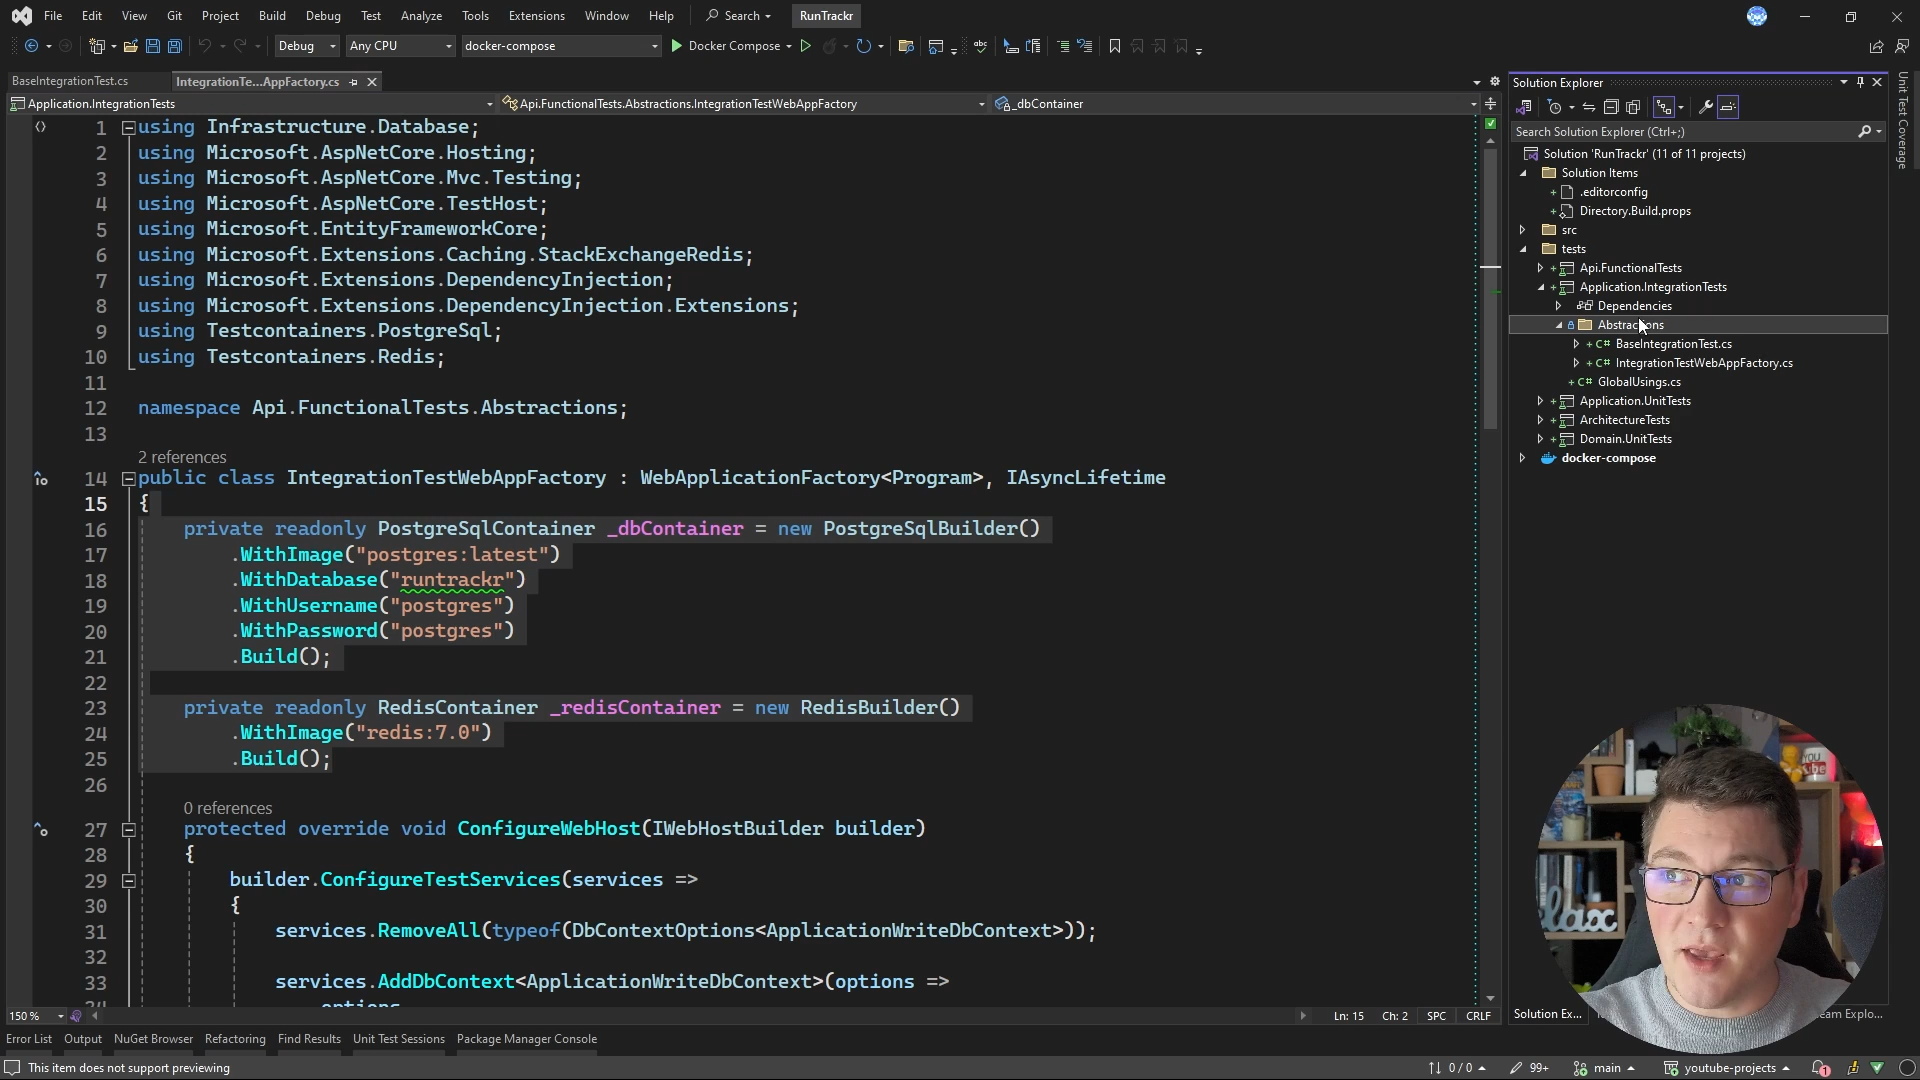 File Edit View Git Project Build Debug Test Analyze Tools Extensions Window Help Search RunTrackr
Debug Any CPU docker-compose Docker Compose
BaseIntegrationTest.cs IntegrationTe...AppFactory.cs
Application.IntegrationTests Api.FunctionalTests.Abstractions.IntegrationTestWebAppFactory _dbContainer
1 using Infrastructure.Database;
2 using Microsoft.AspNetCore.Hosting;
3 using Microsoft.AspNetCore.Mvc.Testing;
4 using Microsoft.AspNetCore.TestHost;
5 using Microsoft.EntityFrameworkCore;
6 using Microsoft.Extensions.Caching.StackExchangeRedis;
7 using Microsoft.Extensions.DependencyInjection;
8 using Microsoft.Extensions.DependencyInjection.Extensions;
9 using Testcontainers.PostgreSql;
10 using Testcontainers.Redis;
11
12 namespace Api.FunctionalTests.Abstractions;
13
2 references
14 public class IntegrationTestWebAppFactory : WebApplicationFactory<Program>, IAsyncLifetime
15 {
16 private readonly PostgreSqlContainer _dbContainer = new PostgreSqlBuilder()
17 .WithImage("postgres:latest")
18 .WithDatabase("runtrackr")
19 .WithUsername("postgres")
20 .WithPassword("postgres")
21 .Build();
22
23 private readonly RedisContainer _redisContainer = new RedisBuilder()
24 .WithImage("redis:7.0")
25 .Build();
26
0 references
27 protected override void ConfigureWebHost(IWebHostBuilder builder)
28 {
29 builder.ConfigureTestServices(services =>
30 {
31 services.RemoveAll(typeof(DbContextOptions<ApplicationWriteDbContext>));
32
33 services.AddDbContext<ApplicationWriteDbContext>(options =>
34 options
150 % Ln: 15 Ch: 2 SPC CRLF
Error List Output NuGet Browser Refactoring Find Results Unit Test Sessions Package Manager Console
This item does not support previewing 0 / 0 99+ main youtube-projects 1
Solution Explorer
Search Solution Explorer (Ctrl+;)
Solution 'RunTrackr' (11 of 11 projects)
Solution Items
.editorconfig
Directory.Build.props
src
tests
Api.FunctionalTests
Application.IntegrationTests
Dependencies
Abstractions
BaseIntegrationTest.cs
IntegrationTestWebAppFactory.cs
GlobalUsings.cs
Application.UnitTests
ArchitectureTests
Domain.UnitTests
docker-compose
Solution Ex... eam Explo...
Unit Test Coverage